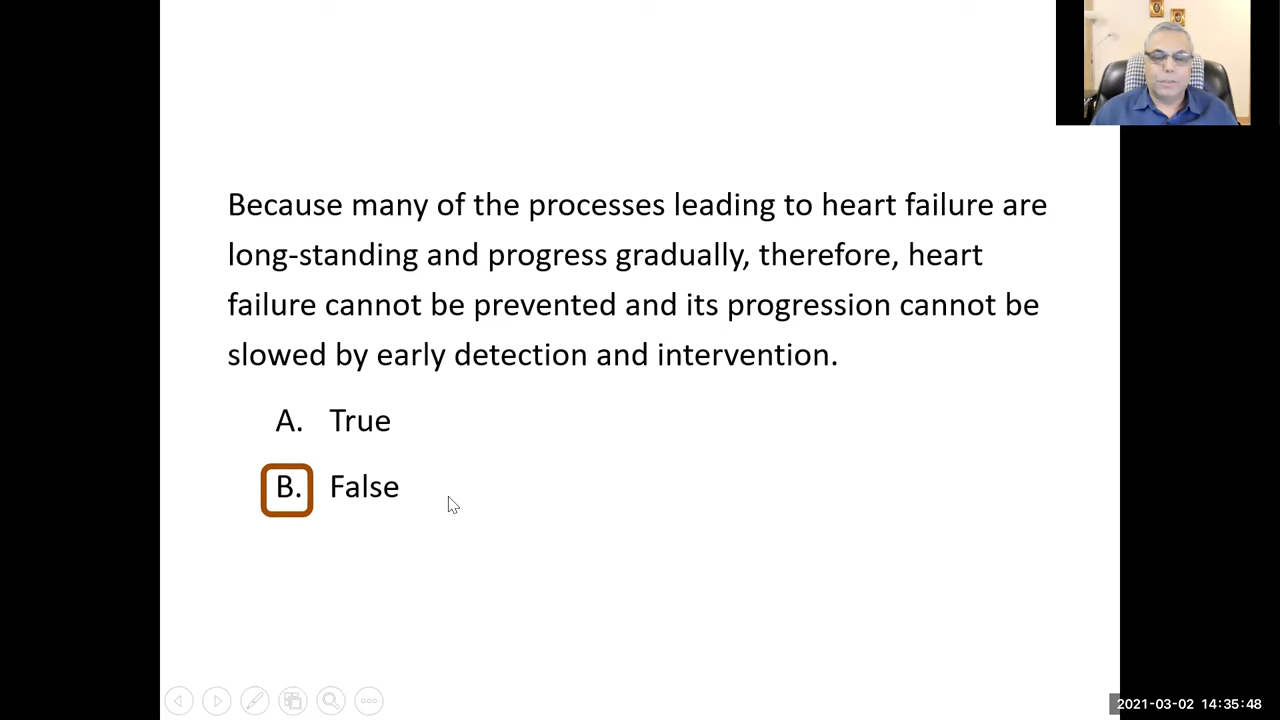 Because many of the processes leading to heart failure are
long-standing and progress gradually, therefore, heart
failure cannot be prevented and its progression cannot be
slowed by early detection and intervention.
A. True
B. False
2021-03-02 14:35:48